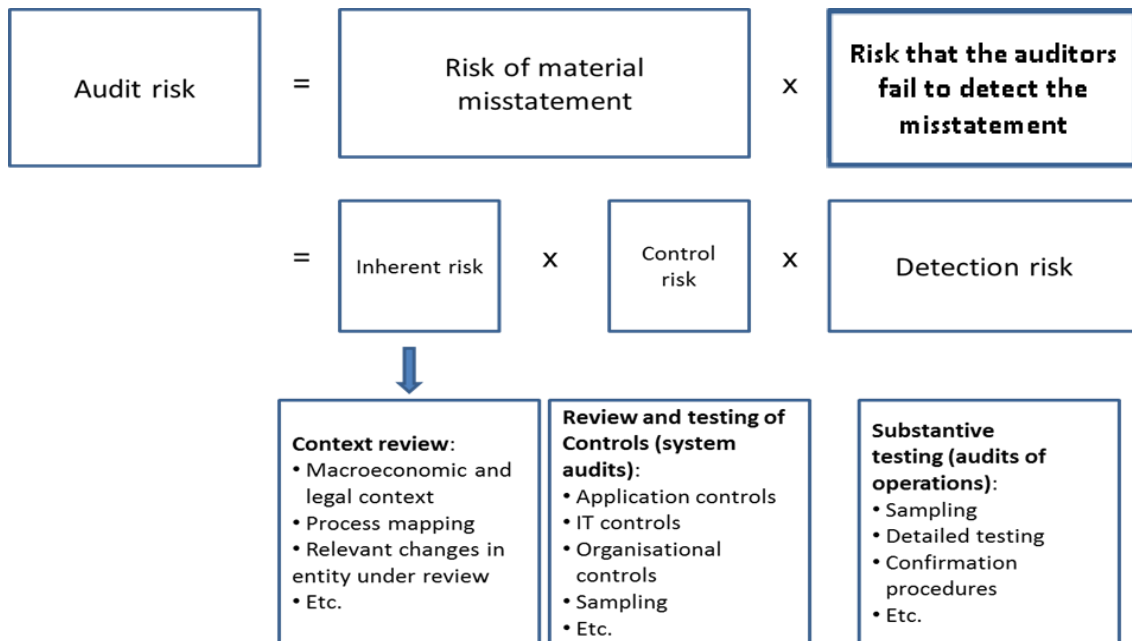 Audit risk
=
Risk of material
misstatement
x
Risk that the auditors
fail to detect the
misstatement
=
Inherent risk
x
Control
risk
x
Detection risk
Context review:
• Macroeconomic and
legal context
• Process mapping
• Relevant changes in
entity under review
• Etc.
Review and testing of
Controls (system
audits):
• Application controls
• IT controls
• Organisational
controls
• Sampling
• Etc.
Substantive
testing (audits of
operations):
• Sampling
• Detailed testing
• Confirmation
procedures
• Etc.